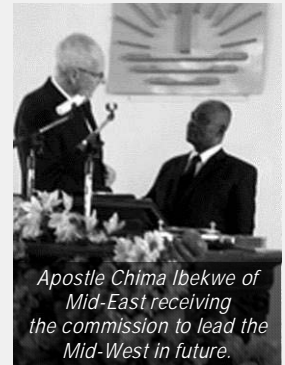 Apostle Chima Ibekwe of
Mid-East receiving
the commission to lead the
Mid-West in future.